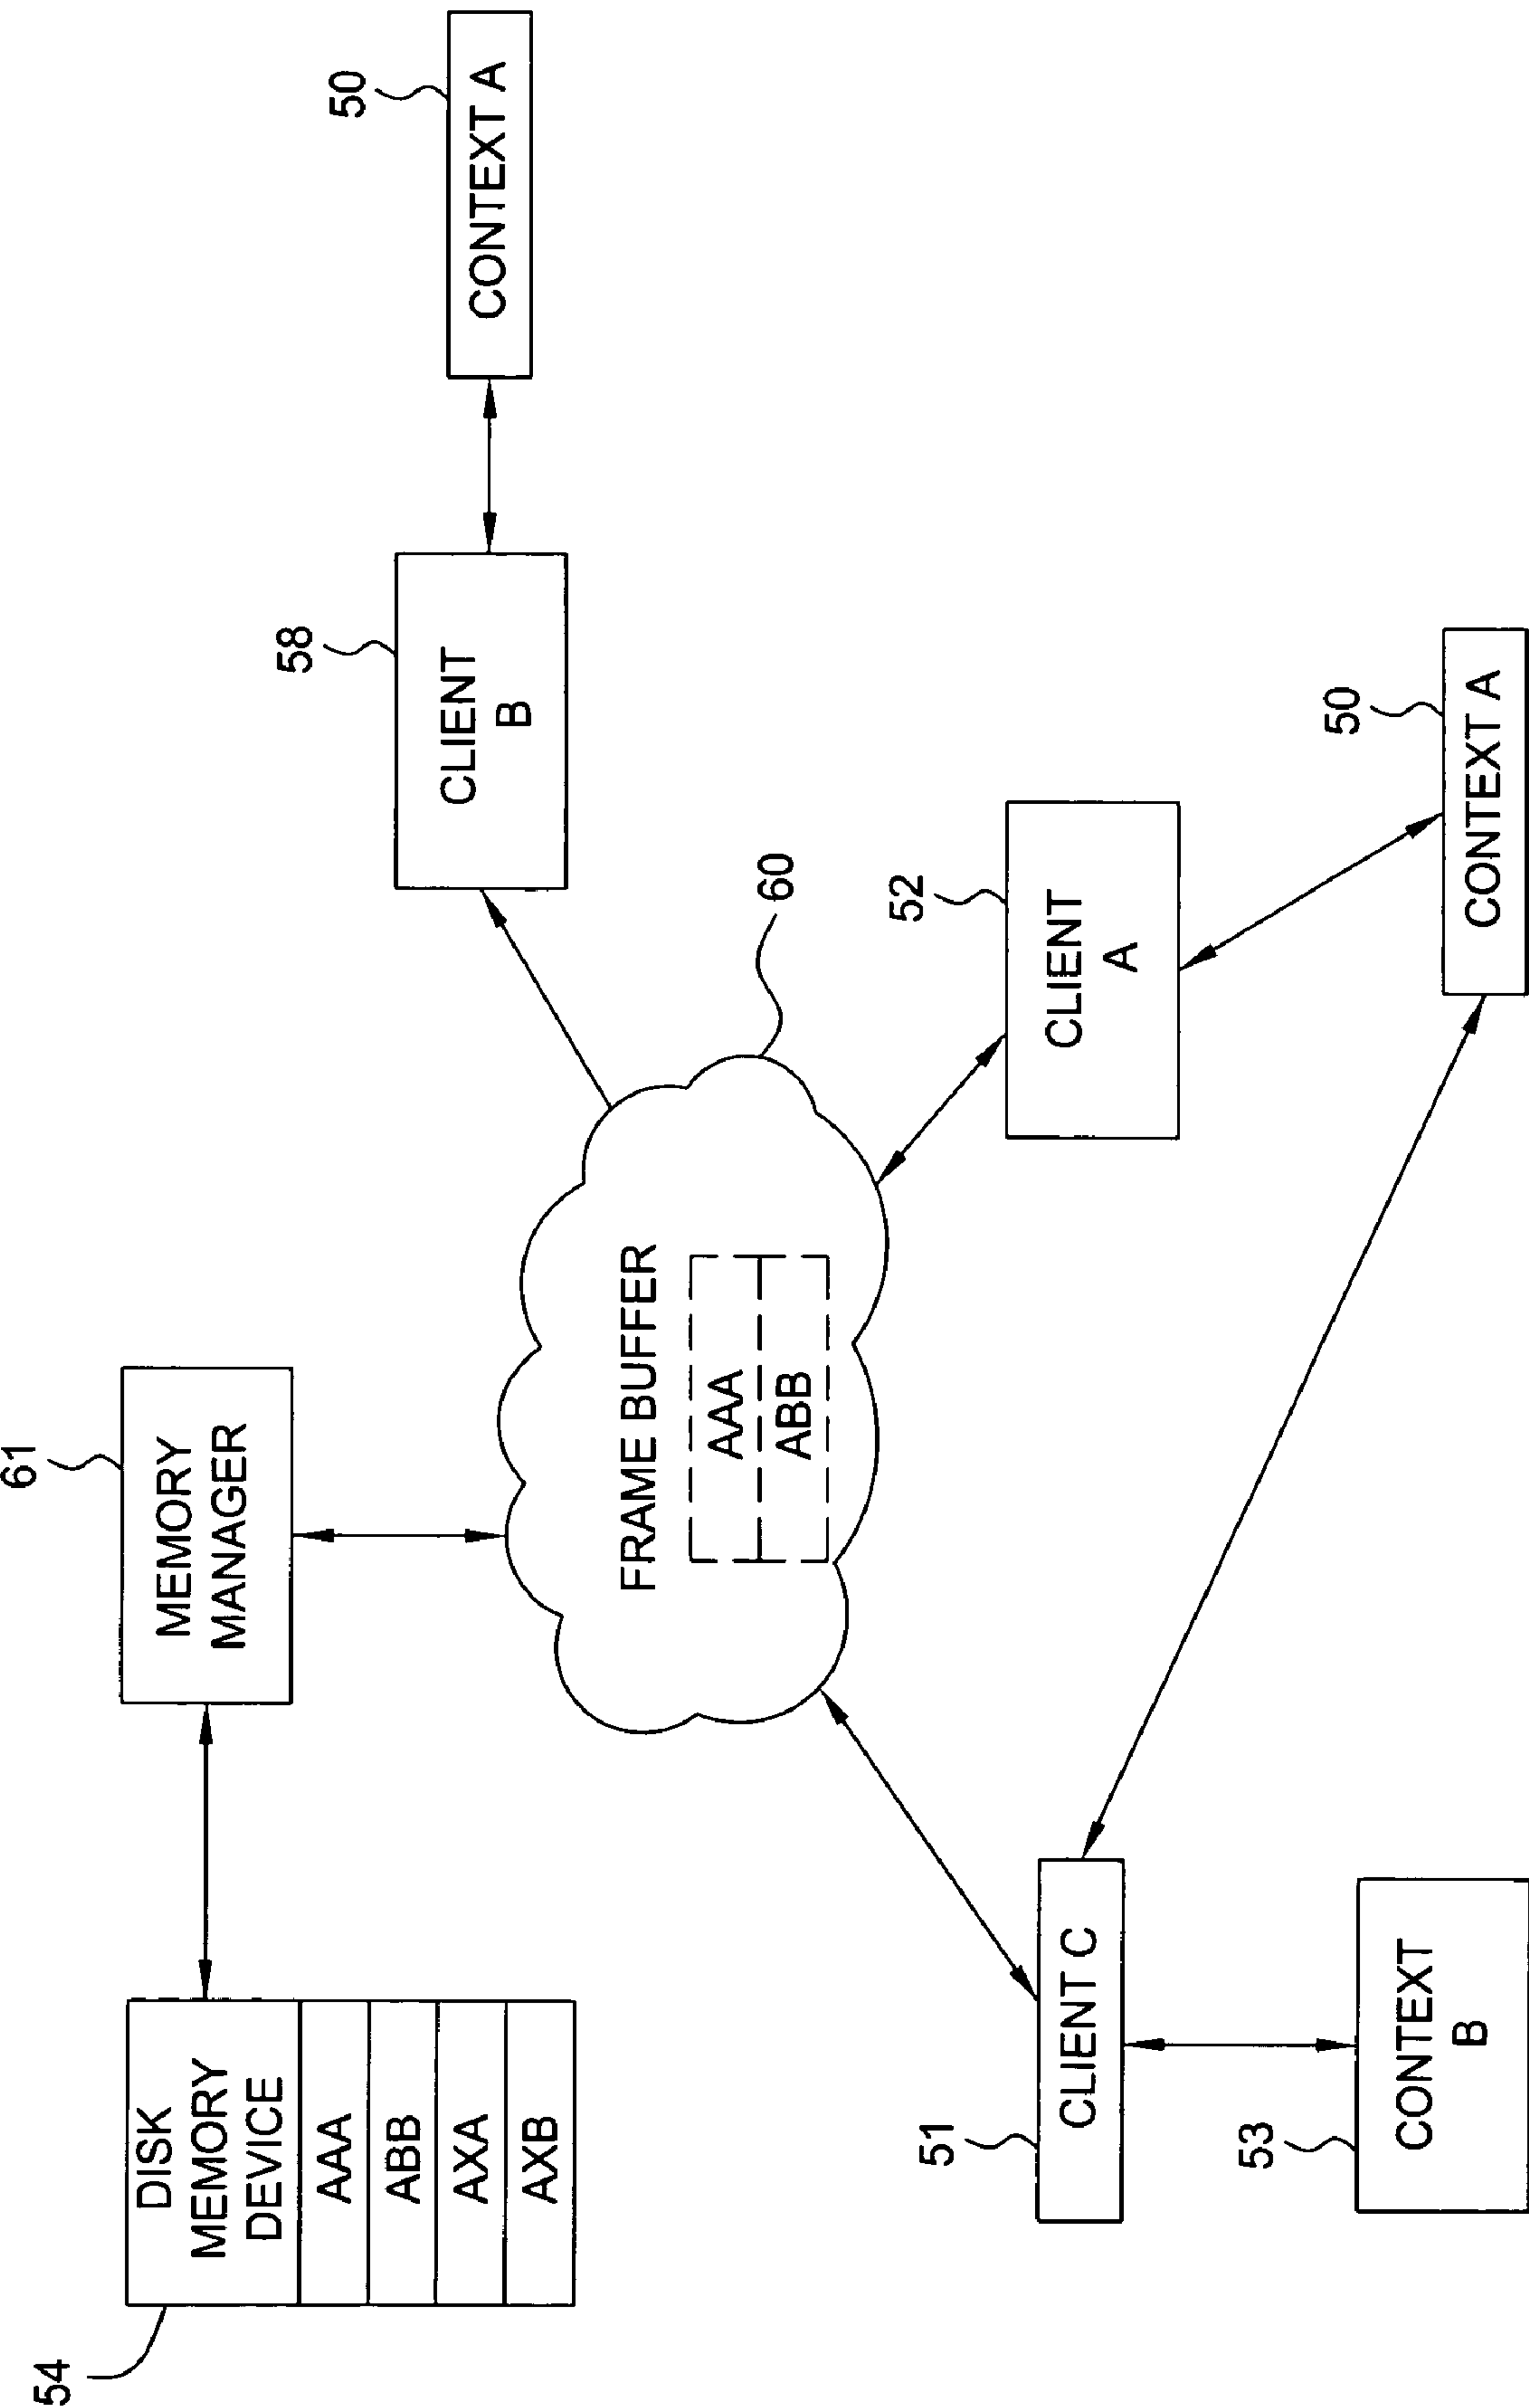 54
DISK
MEMORY
DEVICE
AAA
ABB
AXA
AXB
61
MEMORY
MANAGER
58
CLIENT
B
50
CONTEXT A
60
FRAME BUFFER
AAA
ABB
52
CLIENT
A
51
CLIENT C
53
CONTEXT
B
50
CONTEXT A